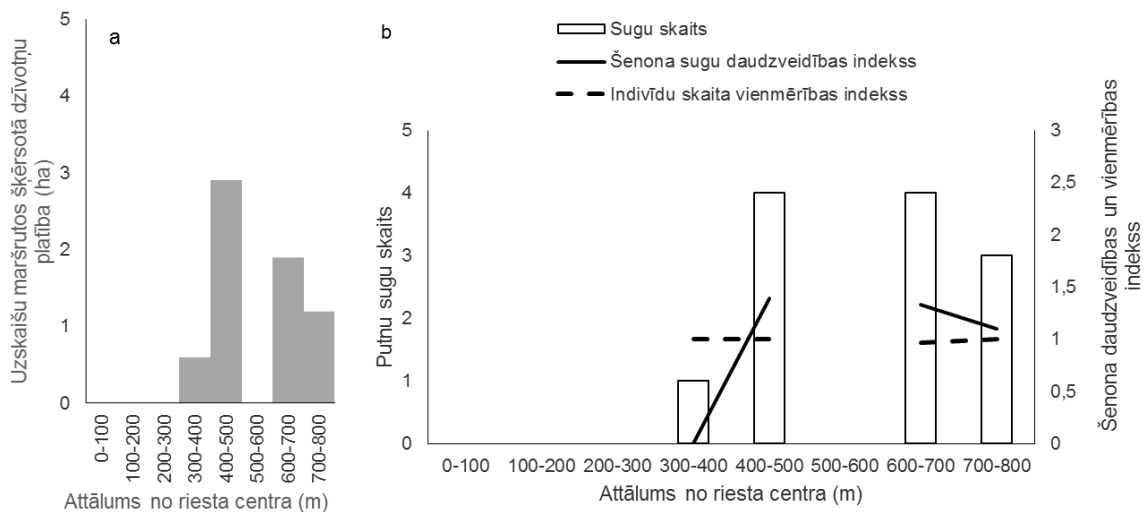 a
Uzskaišu maršrutos šķērsotā dzīvotņu
platība (ha)
5
4
3
2
1
0
0-100
100-200
200-300
300-400
400-500
500-600
600-700
700-800
Attālums no riesta centra (m)
b
Sugu skaits
Šenona sugu daudzveidības indekss
Indivīdu skaita vienmērības indekss
Putnu sugu skaits
5
4
3
2
1
0
3
2,5
2
1,5
1
0,5
0
Šenona daudzveidības un vienmērības
indekss
0-100 100-200 200-300 300-400 400-500 500-600 600-700 700-800
Attālums no riesta centra (m)